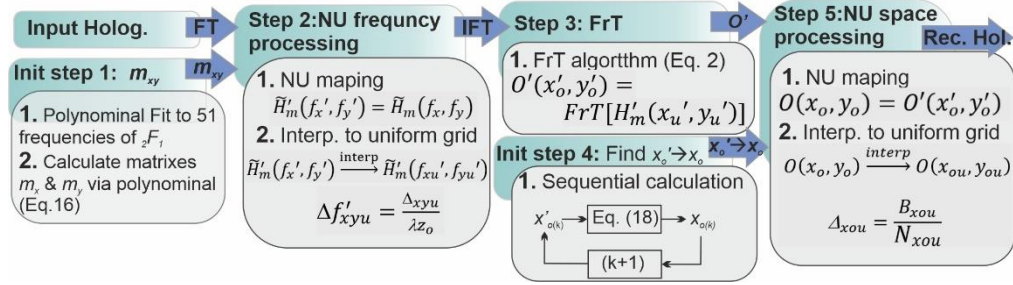 Input Holog.
FT
Init step 1: m_xy
m_xy
1. Polynominal Fit to 51
frequencies of ₂F₁
2. Calculate matrixes
m_x & m_y via polynominal
(Eq.16)
Step 2:NU frequncy
processing
IFT
1. NU maping
H̃'_m(f_x', f_y') = H̃_m(f_x, f_y)
2. Interp. to uniform grid
H̃'_m(f_x', f_y') —interp→ H̃'_m(f_xu', f_yu')
Δf'_xyu = Δ_xyu / λz_o
Step 3: FrT
O'
1. FrT algortthm (Eq. 2)
O'(x'_o, y'_o) =
FrT[H'_m(x_u', y_u')]
Init step 4: Find x_o'→x_o
x_o'→x_o
1. Sequential calculation
x'_o(k) → Eq. (18) → x_o(k)
(k+1)
Step 5:NU space
processing
Rec. Hol.
1. NU maping
O(x_o, y_o) = O'(x'_o, y'_o)
2. Interp. to uniform grid
O(x_o, y_o) —interp→ O(x_ou, y_ou)
Δ_xou = B_xou / N_xou